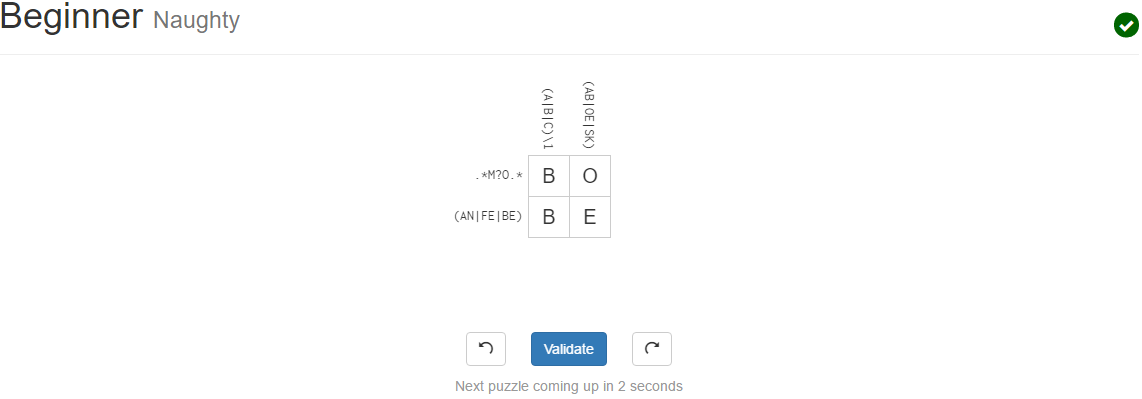 Beginner Naughty
(A|B|C)\1
(AB|OE|SK)
.*M?O.*
B O
(AN|FE|BE)
B E
Validate
Next puzzle coming up in 2 seconds